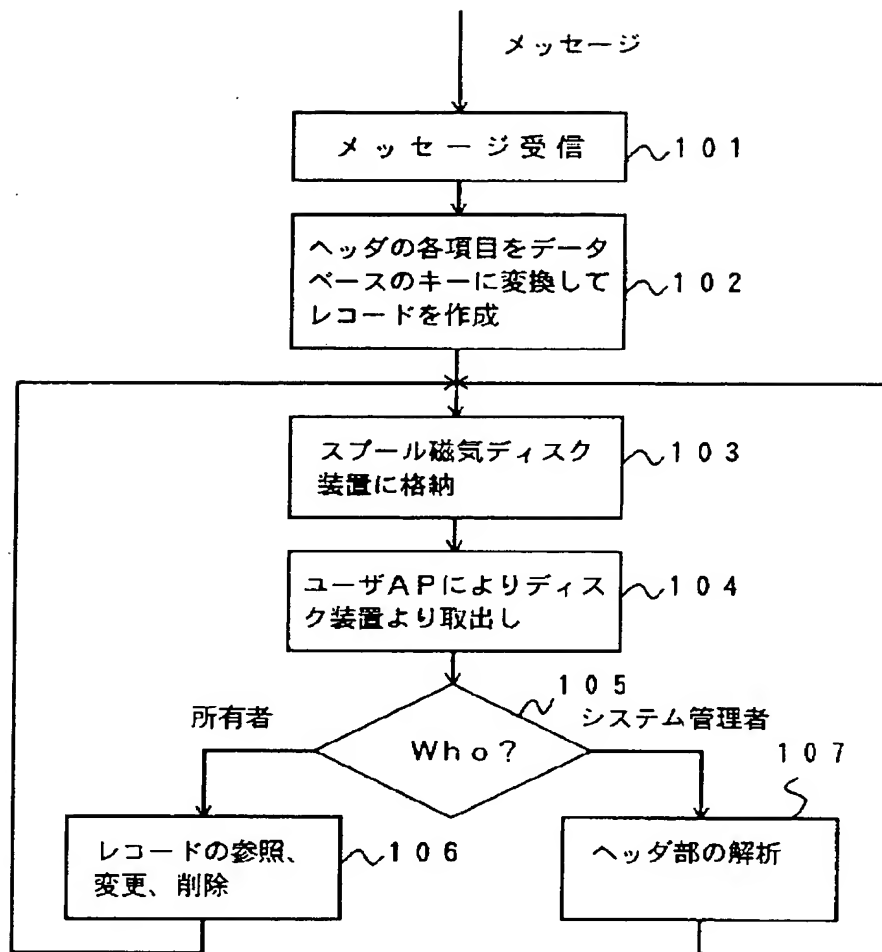 メッセージ
メッセージ受信
101
ヘッダの各項目をデータ
ベースのキーに変換して
レコードを作成
102
スプール磁気ディスク
装置に格納
103
ユーザAPによりディス
ク装置より取出し
104
105
所有者
システム管理者
Who?
107
レコードの参照、
変更、削除
106
ヘッダ部の解析